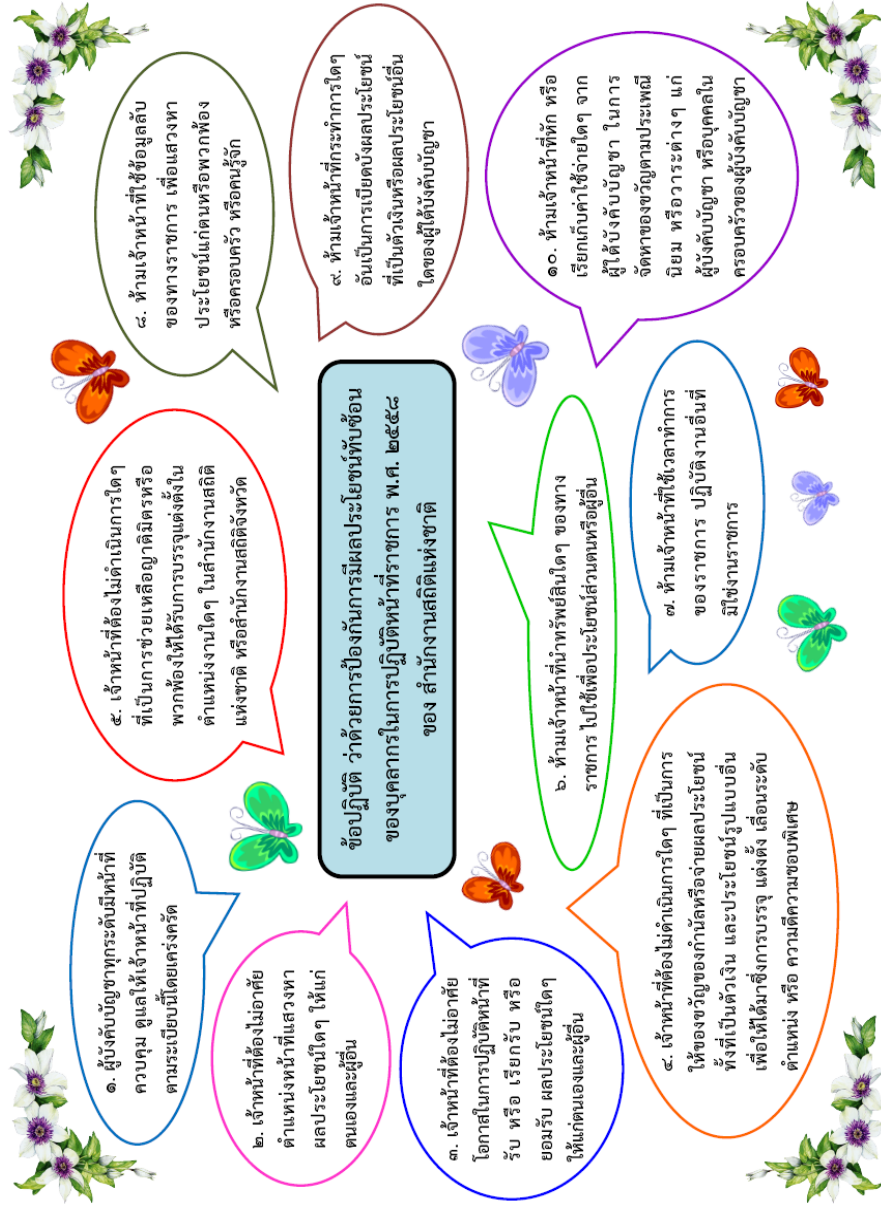 ข้อปฏิบัติ ว่าด้วยการป้องกันการมีผลประโยชน์ทับซ้อน
ของบุคลากรในการปฏิบัติหน้าที่ราชการ พ.ศ. ๒๕๕๘
ของ สำนักงานสถิติแห่งชาติ
๑. ผู้บังคับบัญชาทุกระดับมีหน้าที่
ควบคุม ดูแลให้เจ้าหน้าที่ปฏิบัติ
ตามระเบียบนี้โดยเคร่งครัด
๒. เจ้าหน้าที่ต้องไม่อาศัย
ตำแหน่งหน้าที่แสวงหา
ผลประโยชน์ใดๆ ให้แก่
ตนเองและผู้อื่น
๓. เจ้าหน้าที่ต้องไม่อาศัย
โอกาสในการปฏิบัติหน้าที่
รับ หรือ เรียกรับ หรือ
ยอมรับ ผลประโยชน์ใดๆ
ให้แก่ตนเองและผู้อื่น
๔. เจ้าหน้าที่ต้องไม่ดำเนินการใดๆ ที่เป็นการ
ให้ของขวัญของกำนัลหรือจ่ายผลประโยชน์
ทั้งที่เป็นตัวเงิน และประโยชน์รูปแบบอื่น
เพื่อให้ได้มาซึ่งการบรรจุ แต่งตั้ง เลื่อนระดับ
ตำแหน่ง หรือ ความดีความชอบพิเศษ
๕. เจ้าหน้าที่ต้องไม่ดำเนินการใดๆ
ที่เป็นการช่วยเหลือญาติมิตรหรือ
พวกพ้องให้ได้รับการบรรจุแต่งตั้งใน
ตำแหน่งงานใดๆ ในสำนักงานสถิติ
แห่งชาติ หรือสำนักงานสถิติจังหวัด
๖. ห้ามเจ้าหน้าที่นำทรัพย์สินใดๆ ของทาง
ราชการ ไปใช้เพื่อประโยชน์ส่วนตนหรือผู้อื่น
๗. ห้ามเจ้าหน้าที่ใช้เวลาทำการ
ของราชการ ปฏิบัติงานอื่นที่
มิใช่งานราชการ
๘. ห้ามเจ้าหน้าที่ใช้ข้อมูลลับ
ของทางราชการ เพื่อแสวงหา
ประโยชน์แก่ตนหรือพวกพ้อง
หรือครอบครัว หรือคนรู้จัก
๙. ห้ามเจ้าหน้าที่กระทำการใดๆ
อันเป็นการเบียดบังผลประโยชน์
ที่เป็นตัวเงินหรือผลประโยชน์อื่น
ใดของผู้ใต้บังคับบัญชา
๑๐. ห้ามเจ้าหน้าที่หัก หรือ
เรียกเก็บค่าใช้จ่ายใดๆ จาก
ผู้ใต้บังคับบัญชา ในการ
จัดหาของขวัญตามประเพณี
นิยม หรือวาระต่างๆ แก่
ผู้บังคับบัญชา หรือบุคคลใน
ครอบครัวของผู้บังคับบัญชา